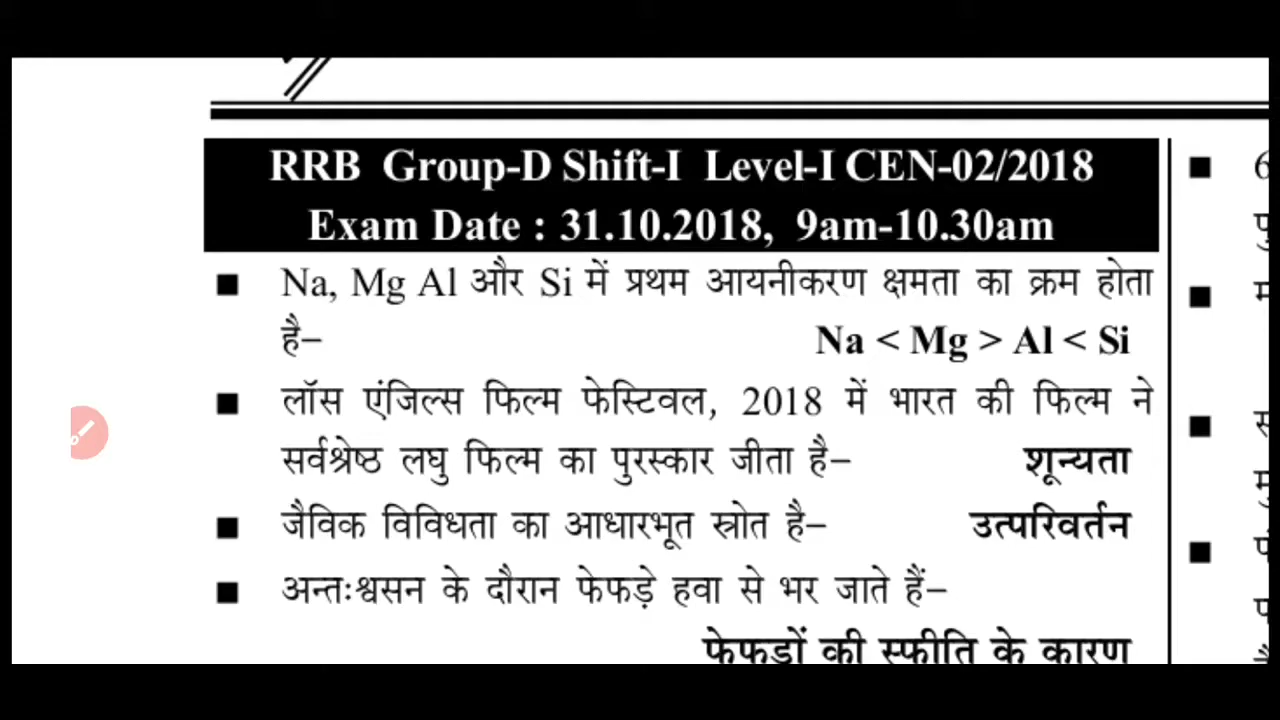 RRB Group-D Shift-I Level-I CEN-02/2018
Exam Date : 31.10.2018, 9am-10.30am
■ Na, Mg Al और Si में प्रथम आयनीकरण क्षमता का क्रम होता
है– Na < Mg > Al < Si
■ लॉस एंजिल्स फिल्म फेस्टिवल, 2018 में भारत की फिल्म ने
सर्वश्रेष्ठ लघु फिल्म का पुरस्कार जीता है– शून्यता
■ जैविक विविधता का आधारभूत स्रोत है– उत्परिवर्तन
■ अन्तःश्वसन के दौरान फेफड़े हवा से भर जाते हैं–
फेफड़ों की स्फीति के कारण